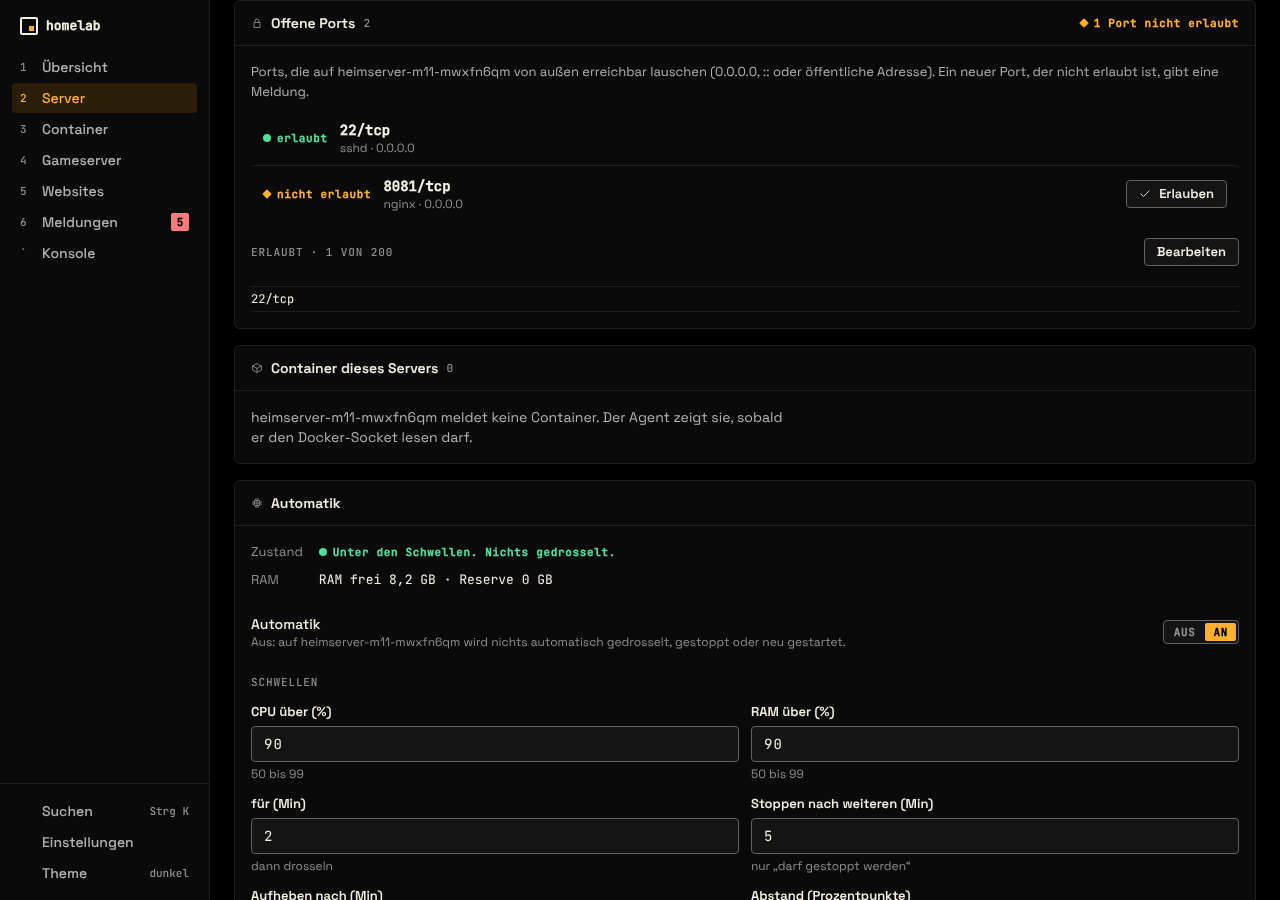 homelab
1 Übersicht
2 Server
3 Container
4 Gameserver
5 Websites
6 Meldungen 5
` Konsole
Suchen Strg K
Einstellungen
Theme dunkel
Offene Ports 2
1 Port nicht erlaubt
Ports, die auf heimserver-m11-mwxfn6qm von außen erreichbar lauschen (0.0.0.0, :: oder öffentliche Adresse). Ein neuer Port, der nicht erlaubt ist, gibt eine
Meldung.
erlaubt
22/tcp
sshd · 0.0.0.0
nicht erlaubt
8081/tcp
nginx · 0.0.0.0
Erlauben
ERLAUBT · 1 VON 200
Bearbeiten
22/tcp
Container dieses Servers 0
heimserver-m11-mwxfn6qm meldet keine Container. Der Agent zeigt sie, sobald
er den Docker-Socket lesen darf.
Automatik
Zustand Unter den Schwellen. Nichts gedrosselt.
RAM RAM frei 8,2 GB · Reserve 0 GB
Automatik
Aus: auf heimserver-m11-mwxfn6qm wird nichts automatisch gedrosselt, gestoppt oder neu gestartet.
AUS AN
SCHWELLEN
CPU über (%)
90
50 bis 99
RAM über (%)
90
50 bis 99
für (Min)
2
dann drosseln
Stoppen nach weiteren (Min)
5
nur „darf gestoppt werden“
Aufheben nach (Min)
Abstand (Prozentpunkte)